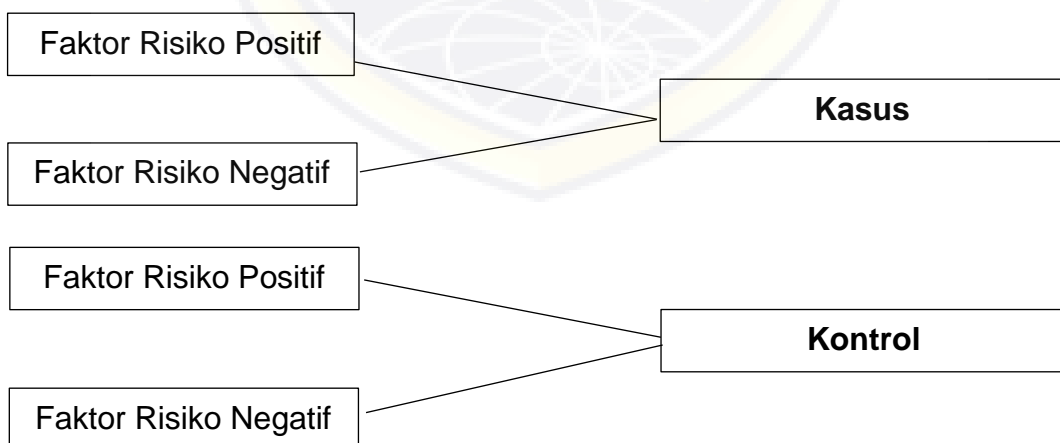 Faktor Risiko Positif
Kasus
Faktor Risiko Negatif
Faktor Risiko Positif
Kontrol
Faktor Risiko Negatif